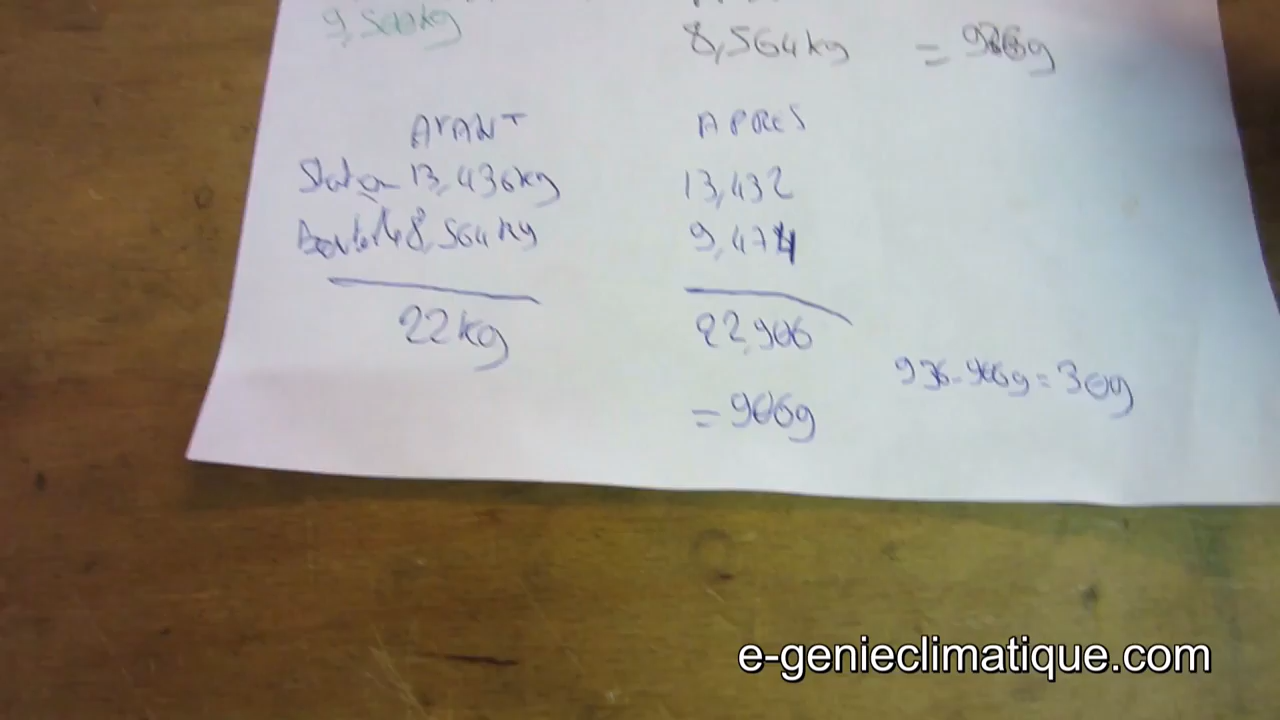 9,500kg 8,564kg = 936g
AVANT APRES
Station 13,436kg 13,432
Bouteille 8,564kg 9,474
22kg 22,906
936-906g = 30g
= 906g
e-genieclimatique.com